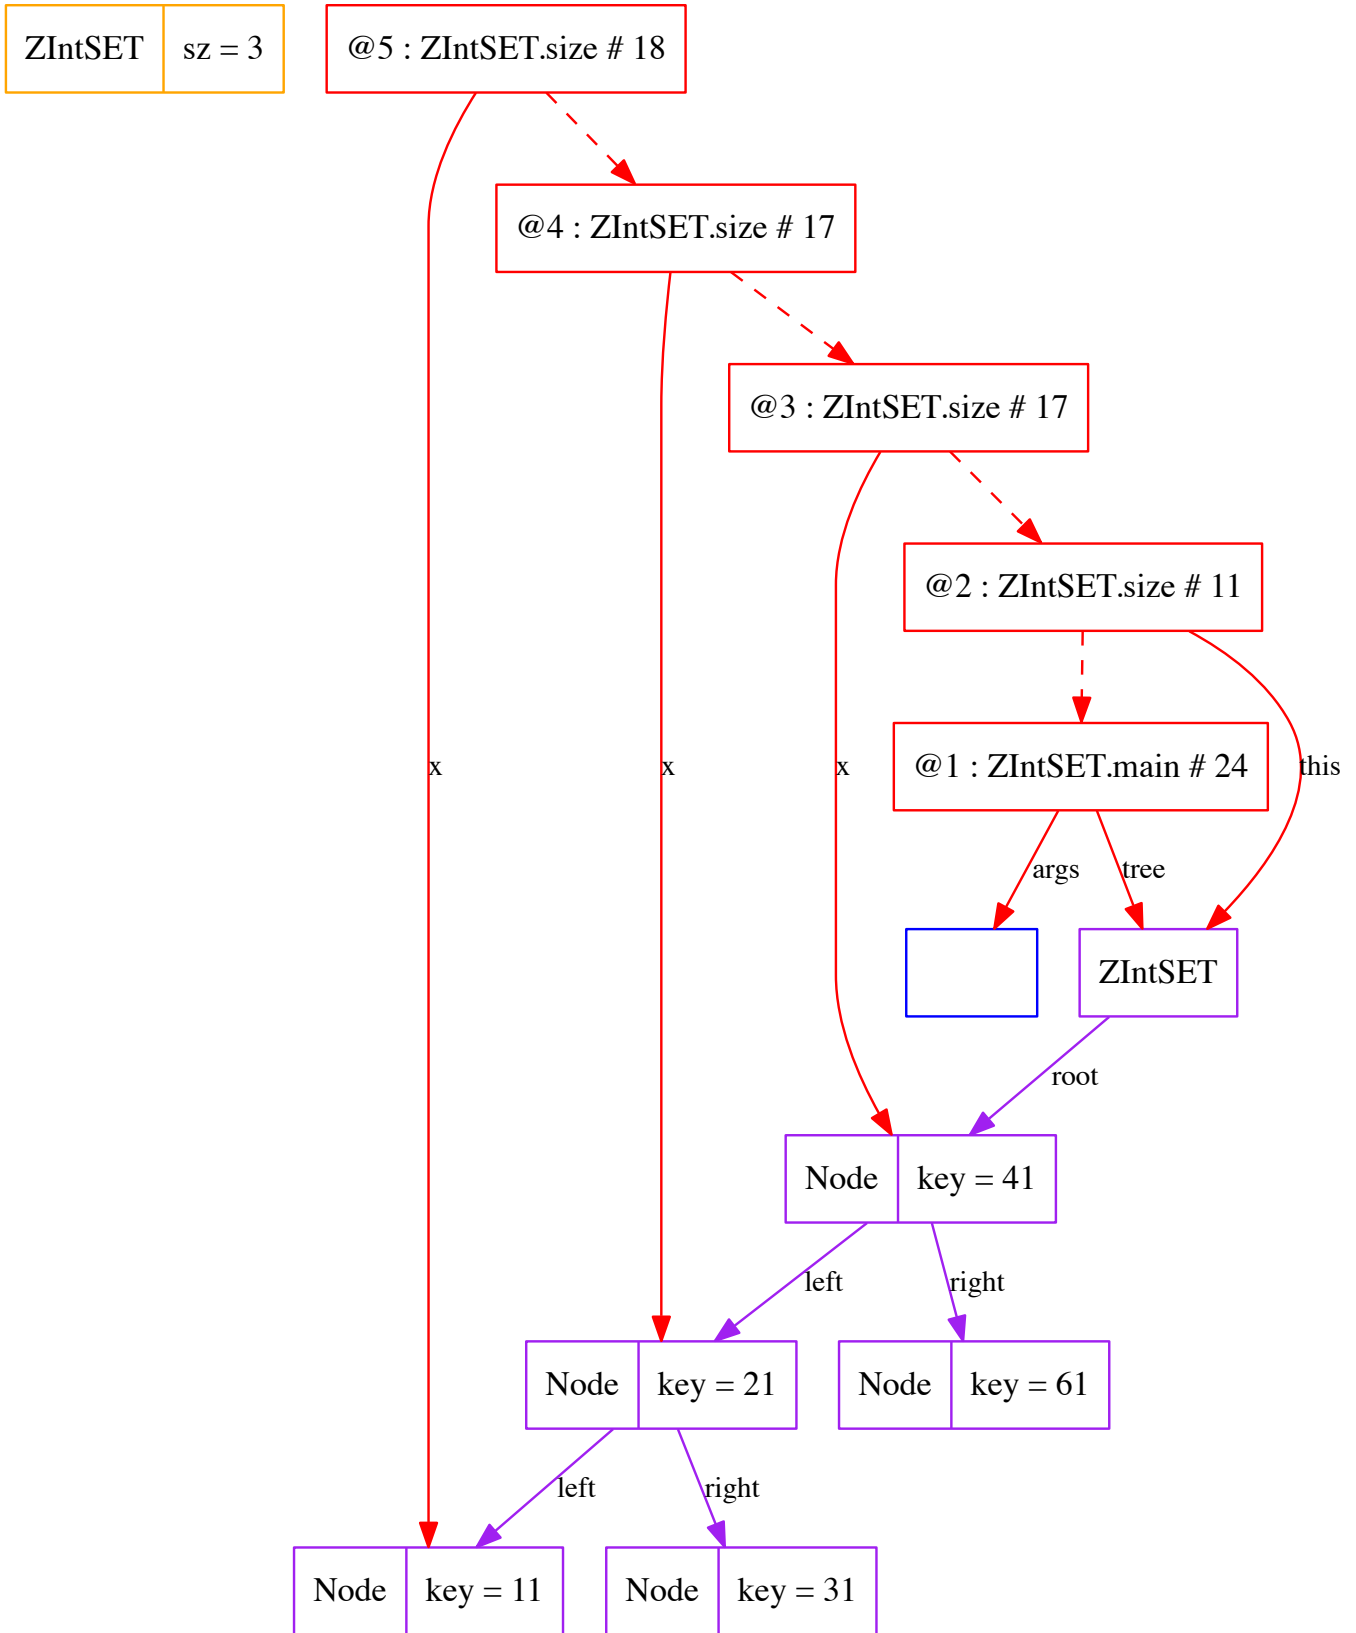 ZIntSET sz = 3
@5 : ZIntSET.size # 18
@4 : ZIntSET.size # 17
@3 : ZIntSET.size # 17
@2 : ZIntSET.size # 11
x
x
x
@1 : ZIntSET.main # 24
this
args
tree
ZIntSET
root
Node key = 41
left
right
Node key = 21
Node key = 61
left
right
Node key = 11
Node key = 31